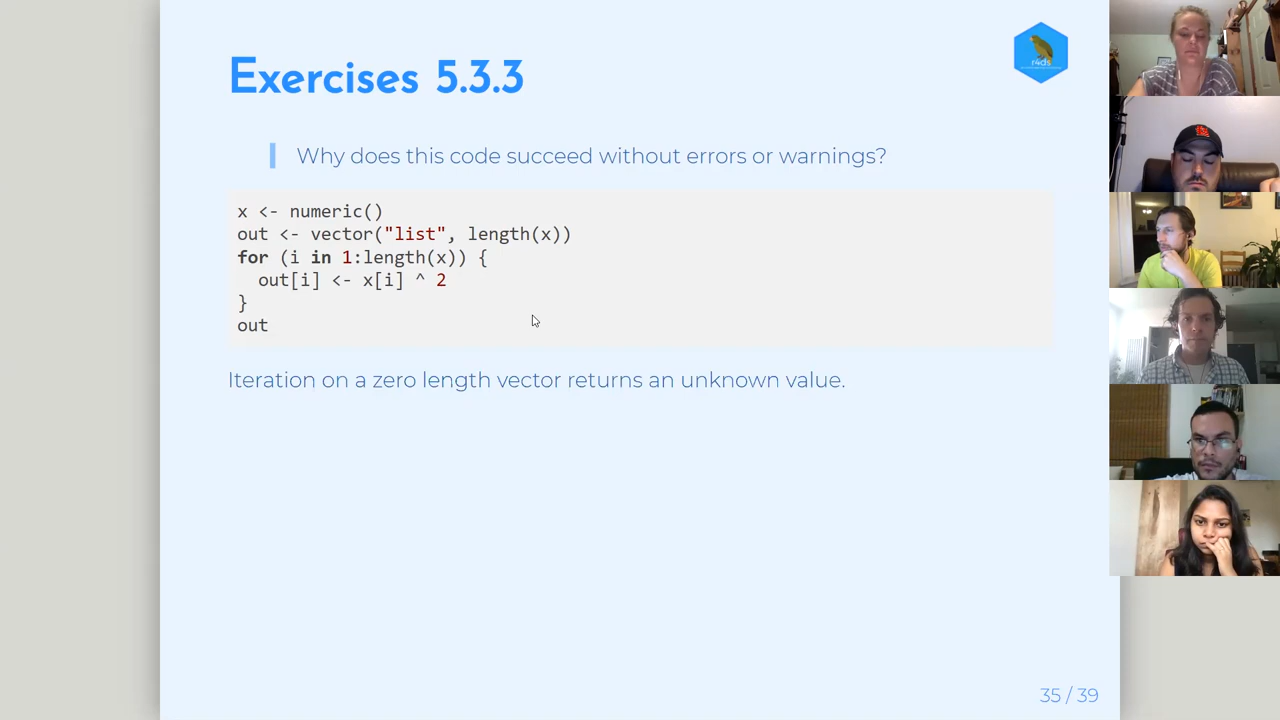 Exercises 5.3.3
r4ds
Why does this code succeed without errors or warnings?
x <- numeric()
out <- vector("list", length(x))
for (i in 1:length(x)) {
  out[i] <- x[i] ^ 2
}
out
Iteration on a zero length vector returns an unknown value.
35 / 39